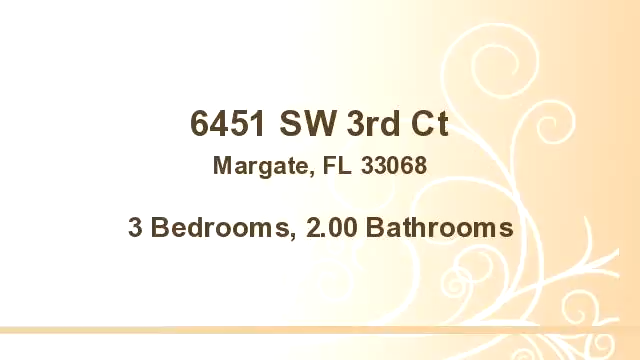 6451 SW 3rd Ct
Margate, FL 33068
3 Bedrooms, 2.00 Bathrooms